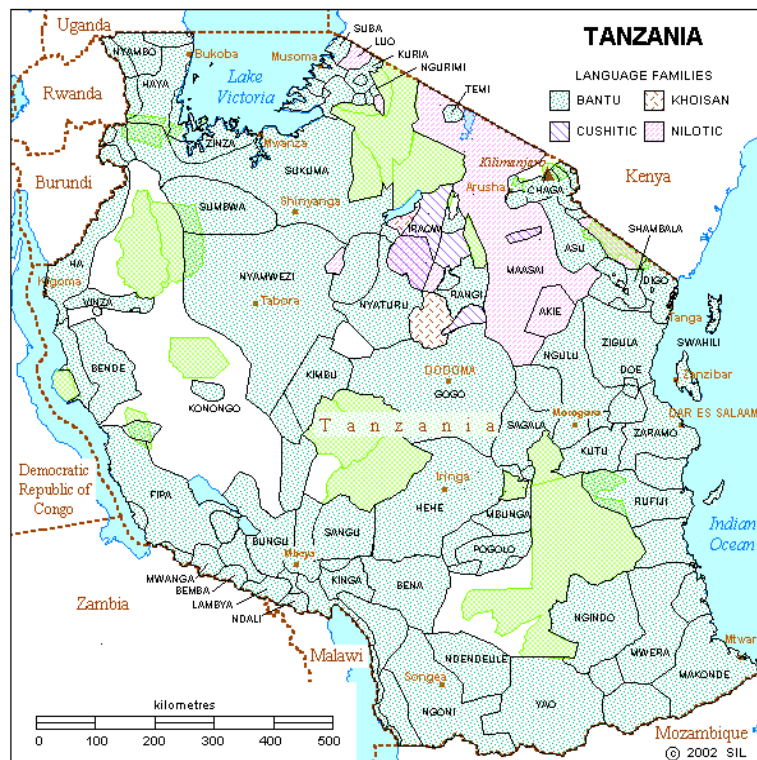 TANZANIA
LANGUAGE FAMILIES
BANTU
KHOISAN
CUSHITIC
NILOTIC
Uganda
SUBA
LUO
KURIA
NGURIMI
NYAMBO
Bukoba
Musoma
Lake
Victoria
TEMI
HAYA
Rwanda
ZINZA
Mwanza
Kilimanjaro
Kenya
Burundi
SUKUMA
Arusha
CHAGA
SUMBWA
Shinyanga
SHAMBALA
IRAQW
ASU
HA
Kigoma
NYAMWEZI
MAASAI
DIGO
VINZA
Tabora
NYATURU
RANGI
AKIE
Tanga
ZIGULA
SWAHILI
NGULU
BENDE
KIMBU
DODOMA
DOE
Zanzibar
GOGO
KONONGO
Morogoro
DAR ES SALAAM
Tanzania
SAGALA
ZARAMO
KUTU
Democratic
Republic of
Congo
FIPA
Iringa
RUFIJI
HEHE
MBUNGA
Indian
Ocean
SANGU
BUNGU
POGOLO
Mbeya
MWANGA
KINGA
BENA
BEMBA
Zambia
LAMBYA
NGINDO
NDALI
Mtwar
MWERA
Malawi
NDENDEULE
MAKONDE
Songea
kilometres
NGONI
YAO
0 100 200 300 400 500
Mozambique
© 2002 SIL